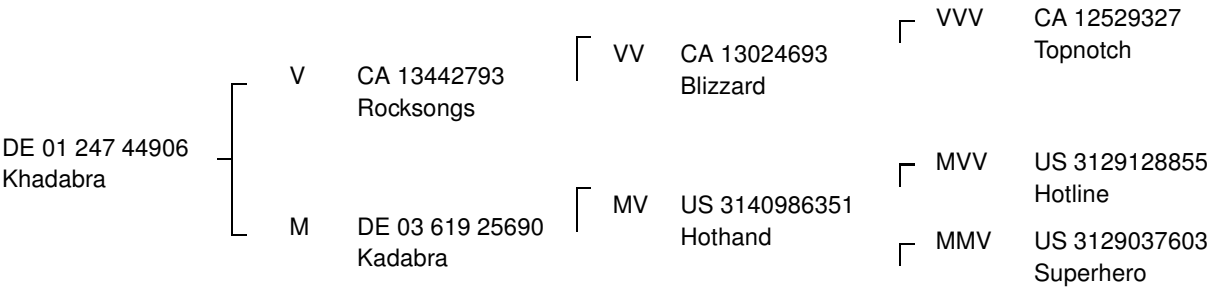 DE 01 247 44906
Khadabra
V CA 13442793
Rocksongs
M DE 03 619 25690
Kadabra
VV CA 13024693
Blizzard
MV US 3140986351
Hothand
VVV CA 12529327
Topnotch
MVV US 3129128855
Hotline
MMV US 3129037603
Superhero